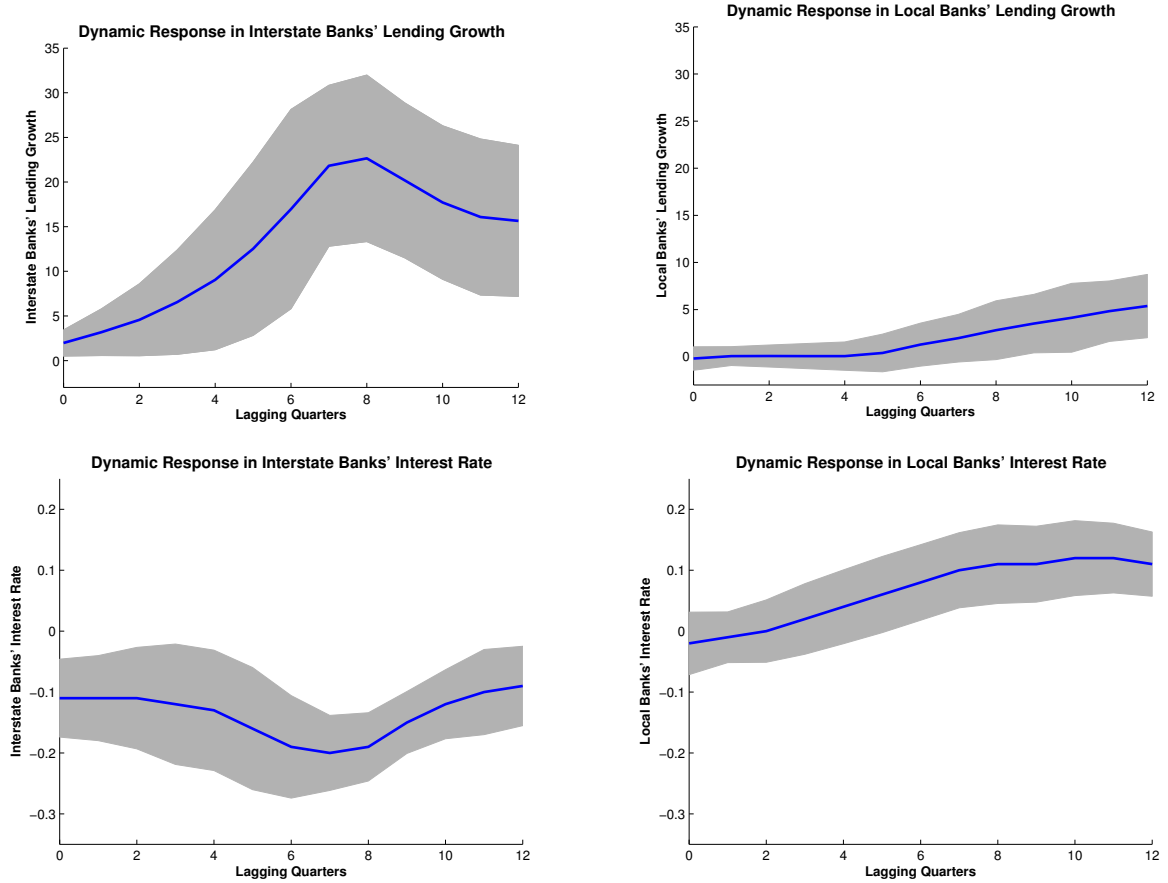 Dynamic Response in Interstate Banks' Lending Growth
Interstate Banks' Lending Growth
35
30
25
20
15
10
5
0
0 2 4 6 8 10 12
Lagging Quarters
Dynamic Response in Local Banks' Lending Growth
Local Banks' Lending Growth
35
30
25
20
15
10
5
0
0 2 4 6 8 10 12
Lagging Quarters
Dynamic Response in Interstate Banks' Interest Rate
Interstate Banks' Interest Rate
0.2
0.1
0
−0.1
−0.2
−0.3
0 2 4 6 8 10 12
Lagging Quarters
Dynamic Response in Local Banks' Interest Rate
Local Banks' Interest Rate
0.2
0.1
0
−0.1
−0.2
−0.3
0 2 4 6 8 10 12
Lagging Quarters